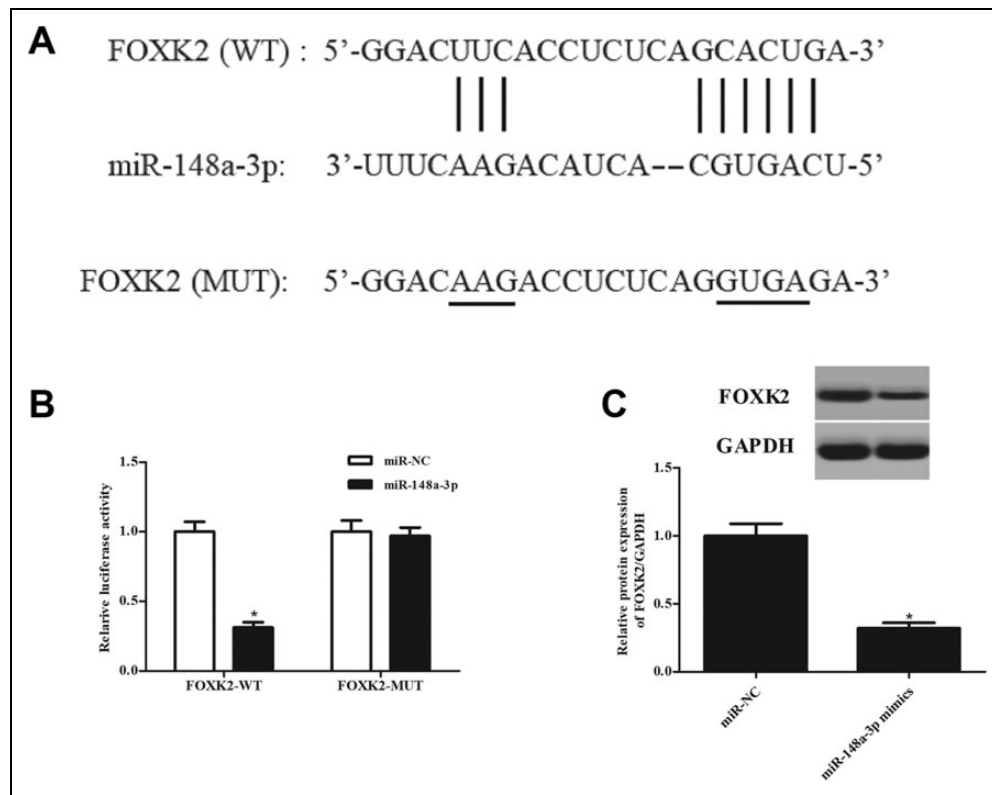 A
FOXK2 (WT) : 5’-GGACUUCACCUCUCAGCACUGA-3’
miR-148a-3p: 3’-UUUCAAGACAUCA--CGUGACU-5’
FOXK2 (MUT): 5’-GGACAAGACCUCUCAGGUGAGA-3’
B
miR-NC
miR-148a-3p
Relarive luciferase activity
1.5
1.0
0.5
0.0
*
FOXK2-WT
FOXK2-MUT
C
FOXK2
GAPDH
Relative protein expression
of FOXK2/GAPDH
1.5
1.0
0.5
0.0
*
miR-NC
miR-148a-3p mimics